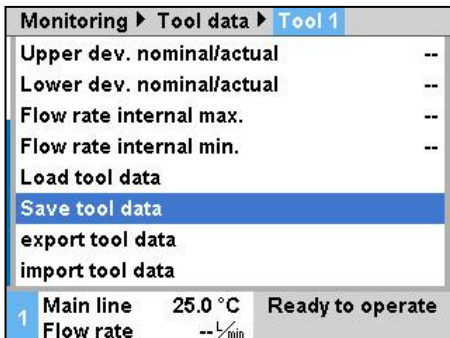 Monitoring ▶ Tool data ▶ Tool 1
Upper dev. nominal/actual --
Lower dev. nominal/actual --
Flow rate internal max. --
Flow rate internal min. --
Load tool data
Save tool data
export tool data
import tool data
1 Main line 25.0 °C Ready to operate
Flow rate -- L/min